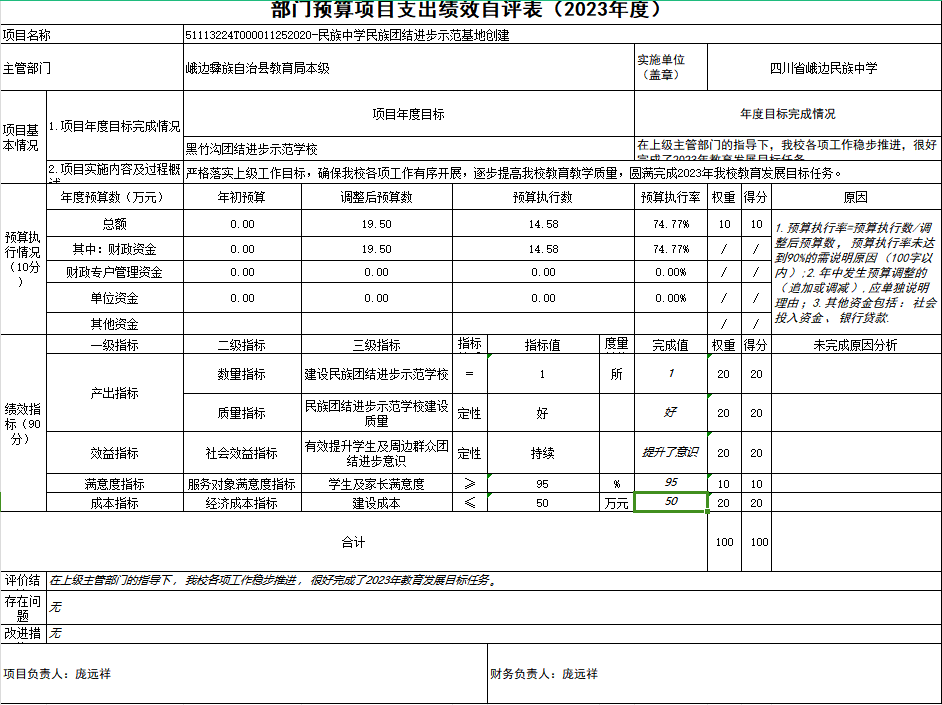 部门预算项目支出绩效自评表（2023年度）
项目名称 51113224T000011252020-民族中学民族团结进步示范基地创建
主管部门 峨边彝族自治县教育局本级 实施单位（盖章） 四川省峨边民族中学
项目基本情况 1.项目年度目标完成情况 项目年度目标 年度目标完成情况
黑竹沟团结进步示范学校 在上级主管部门的指导下，我校各项工作稳步推进，很好完成了2023年教育发展目标任务
2.项目实施内容及过程概述 严格落实上级工作目标，确保我校各项工作有序开展，逐步提高我校教育教学质量，圆满完成2023年我校教育发展目标任务。
预算执行情况（10分） 年度预算数（万元） 年初预算 调整后预算数 预算执行数 预算执行率 权重 得分 原因
总额 0.00 19.50 14.58 74.77% 10 10 1.预算执行率=预算执行数/调整后预算数，预算执行率未达到90%的需说明原因（100字以内）;2.年中发生预算调整的（追加或调减）,应单独说明理由；3.其他资金包括：社会投入资金、银行贷款.
其中：财政资金 0.00 19.50 14.58 74.77% / /
财政专户管理资金 0.00 0.00 0.00 0.00% / /
单位资金 0.00 0.00 0.00 0.00% / /
其他资金 / /
绩效指标（90分） 一级指标 二级指标 三级指标 指标 指标值 度量 完成值 权重 得分 未完成原因分析
产出指标 数量指标 建设民族团结进步示范学校 ＝ 1 所 1 20 20
质量指标 民族团结进步示范学校建设质量 定性 好 好 20 20
效益指标 社会效益指标 有效提升学生及周边群众团结进步意识 定性 持续 提升了意识 20 20
满意度指标 服务对象满意度指标 学生及家长满意度 ≥ 95 % 95 10 10
成本指标 经济成本指标 建设成本 ≤ 50 万元 50 20 20
合计 100 100
评价结 在上级主管部门的指导下，我校各项工作稳步推进，很好完成了2023年教育发展目标任务。
存在问题 无
改进措 无
项目负责人：庞远祥 财务负责人：庞远祥